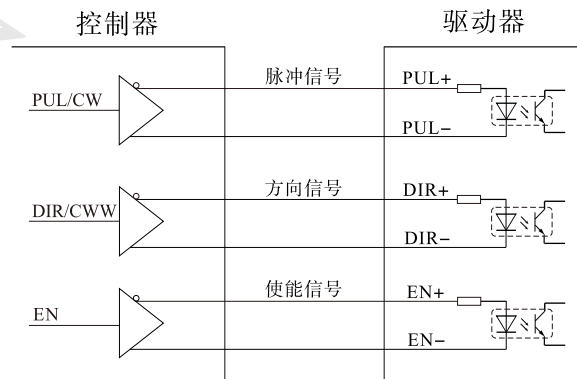 控制器 驱动器
脉冲信号 PUL+
PUL/CW
PUL−
方向信号 DIR+
DIR/CWW
DIR−
使能信号 EN+
EN
EN−